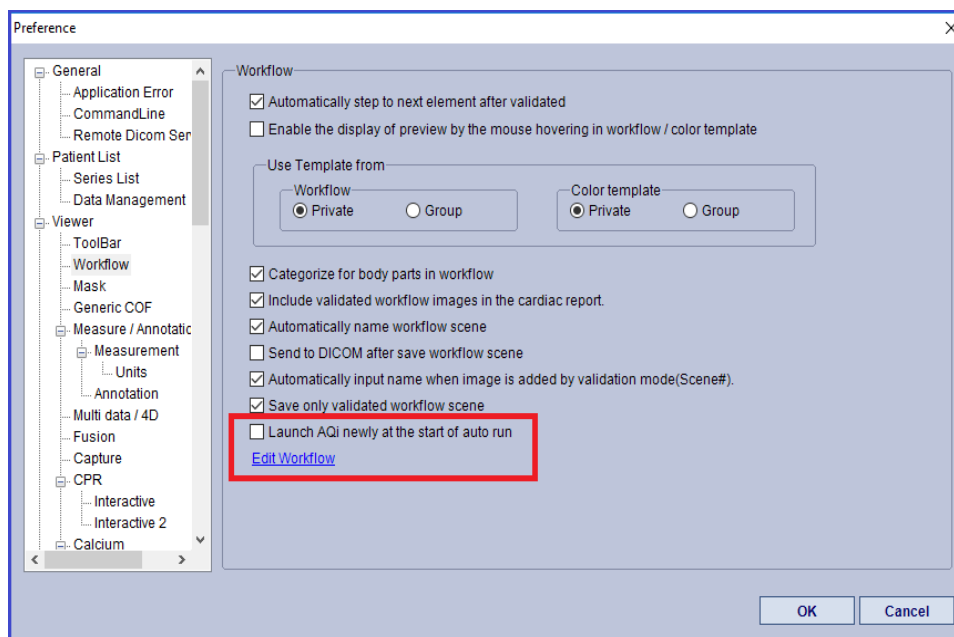 Preference
General
Application Error
CommandLine
Remote Dicom Ser
Patient List
Series List
Data Management
Viewer
ToolBar
Workflow
Mask
Generic COF
Measure / Annotatic
Measurement
Units
Annotation
Multi data / 4D
Fusion
Capture
CPR
Interactive
Interactive 2
Calcium
Workflow
Automatically step to next element after validated
Enable the display of preview by the mouse hovering in workflow / color template
Use Template from
Workflow
Private Group
Color template
Private Group
Categorize for body parts in workflow
Include validated workflow images in the cardiac report.
Automatically name workflow scene
Send to DICOM after save workflow scene
Automatically input name when image is added by validation mode(Scene#).
Save only validated workflow scene
Launch AQi newly at the start of auto run
Edit Workflow
OK Cancel